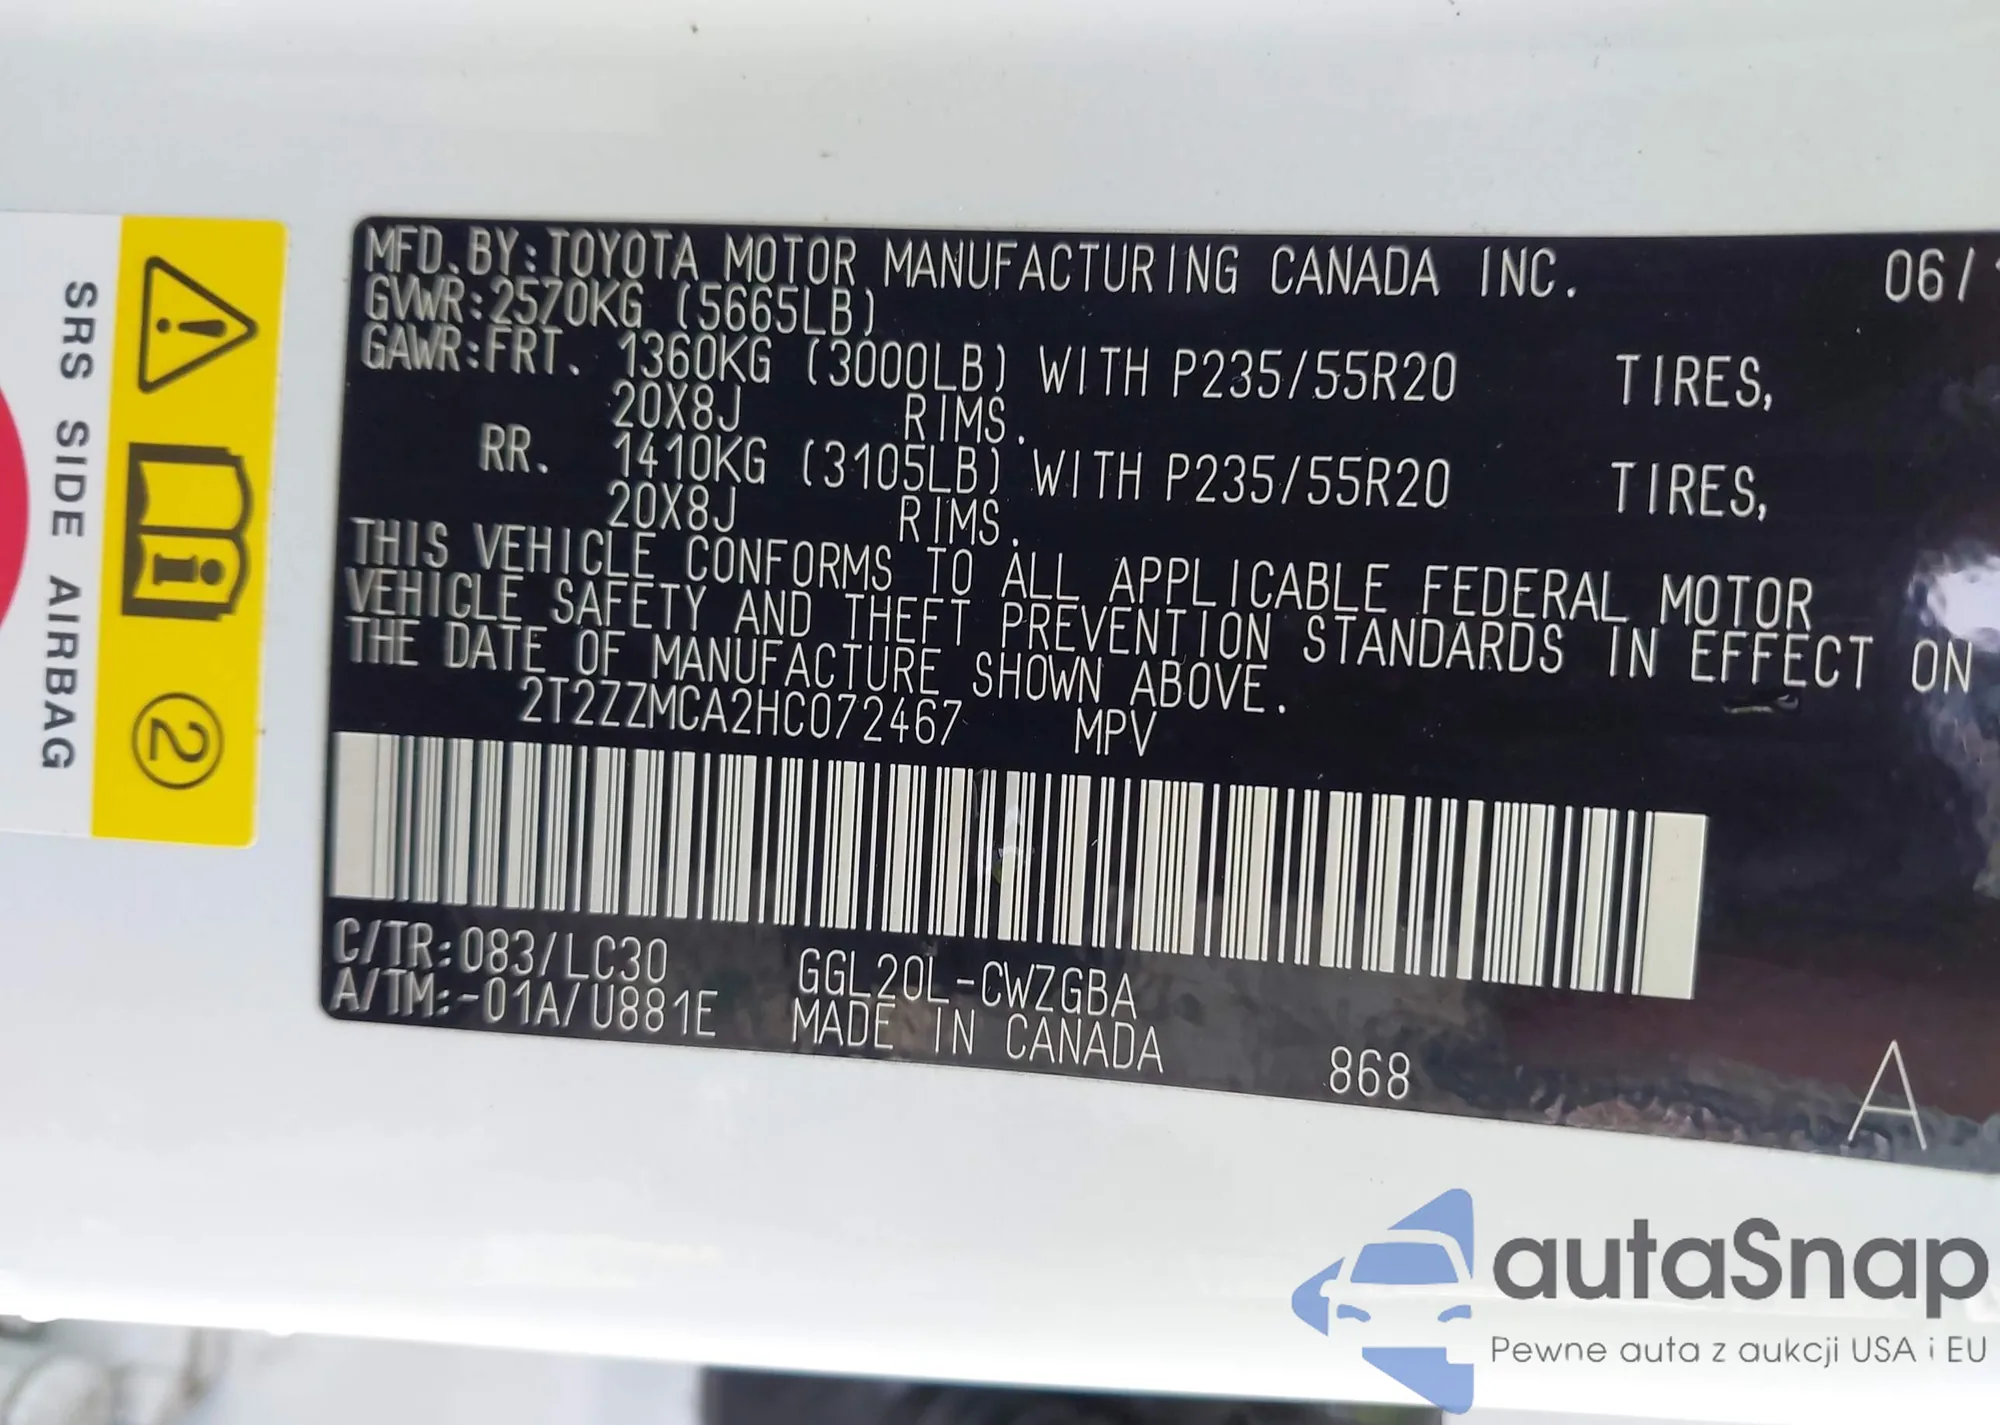 MFD. BY: TOYOTA MOTOR MANUFACTURING CANADA INC. 06/1
GVWR: 2570KG (5665LB)
GAWR: FRT. 1360KG (3000LB) WITH P235/55R20 TIRES,
20X8J RIMS.
RR. 1410KG (3105LB) WITH P235/55R20 TIRES,
20X8J RIMS.
THIS VEHICLE CONFORMS TO ALL APPLICABLE FEDERAL MOTOR
VEHICLE SAFETY AND THEFT PREVENTION STANDARDS IN EFFECT ON
THE DATE OF MANUFACTURE SHOWN ABOVE.
2T2ZZMCA2HC072467 MPV
C/TR: 083/LC30 GGL20L-CWZGBA
A/TM:-01A/U881E MADE IN CANADA 868 A
SRS SIDE AIRBAG
2
autaSnap
Pewne auta z aukcji USA i EU